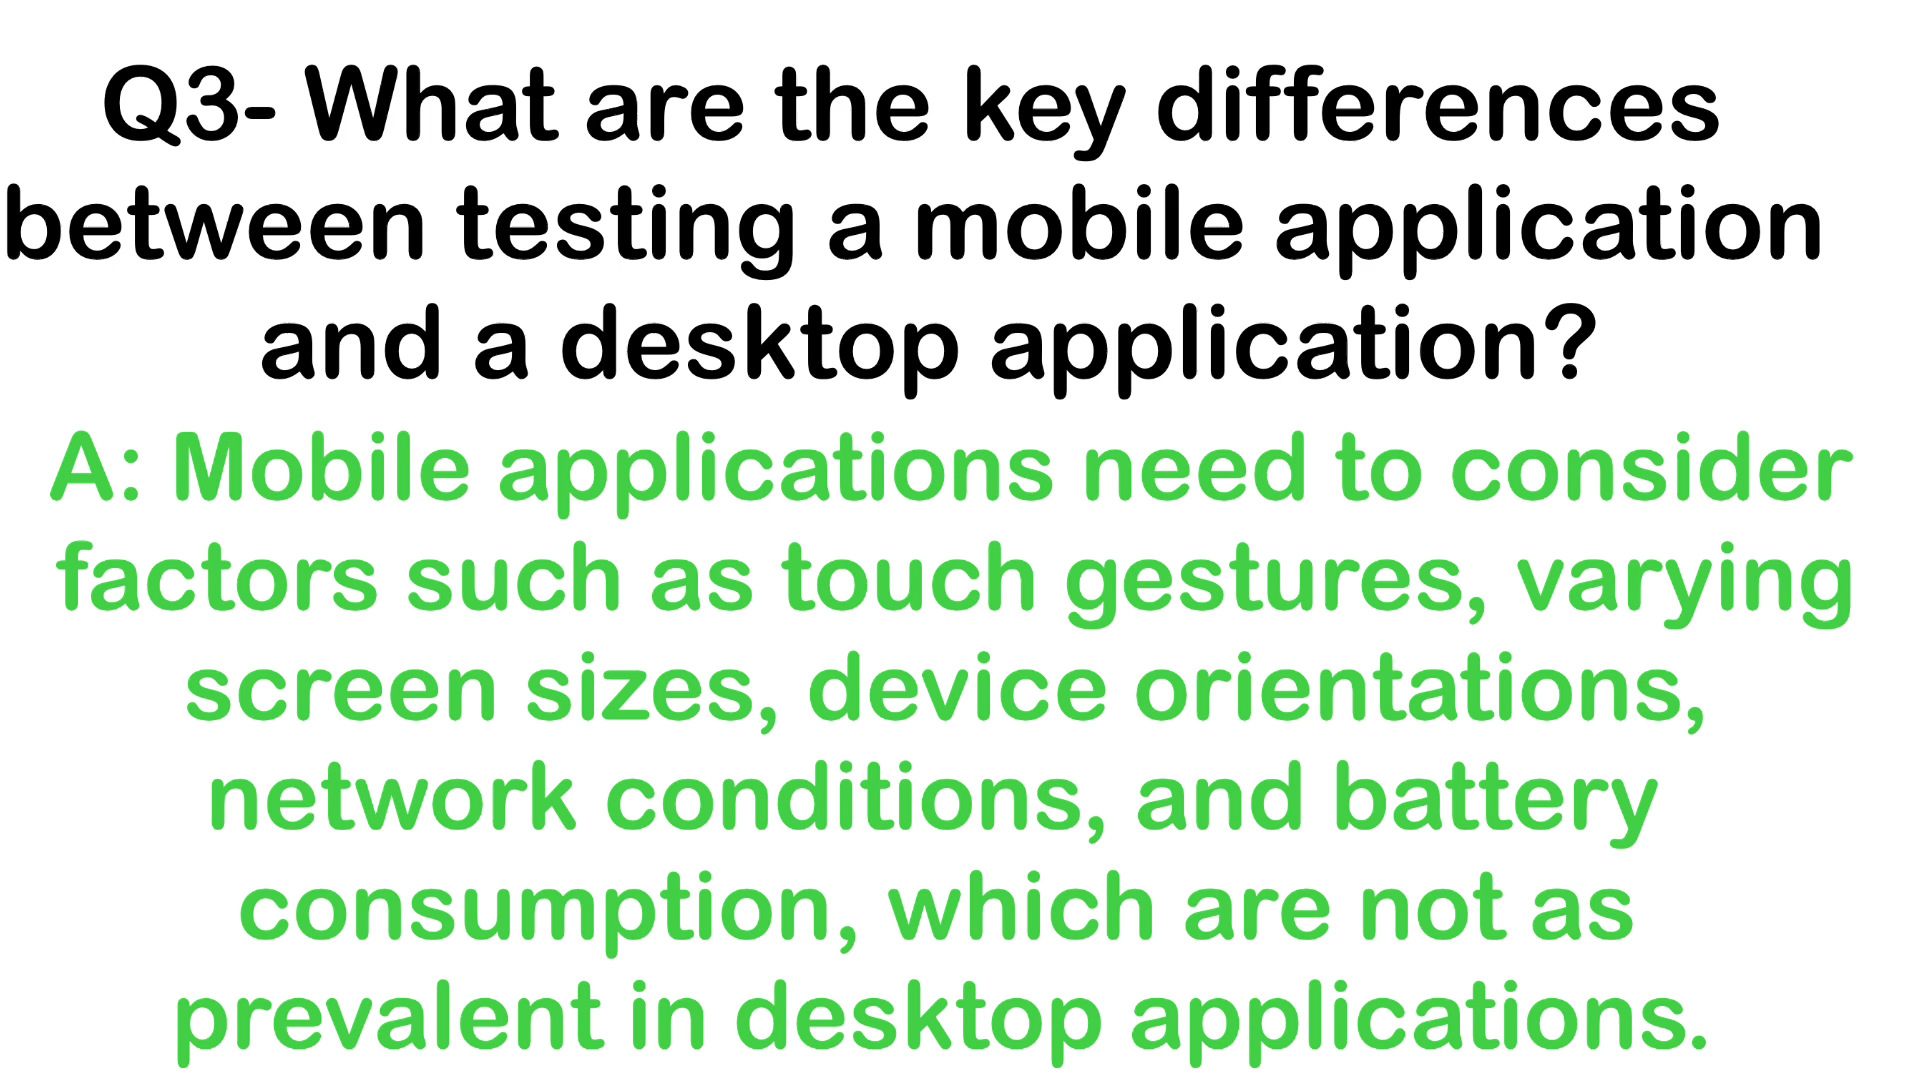 Q3- What are the key differences
between testing a mobile application
and a desktop application?
A: Mobile applications need to consider
factors such as touch gestures, varying
screen sizes, device orientations,
network conditions, and battery
consumption, which are not as
prevalent in desktop applications.